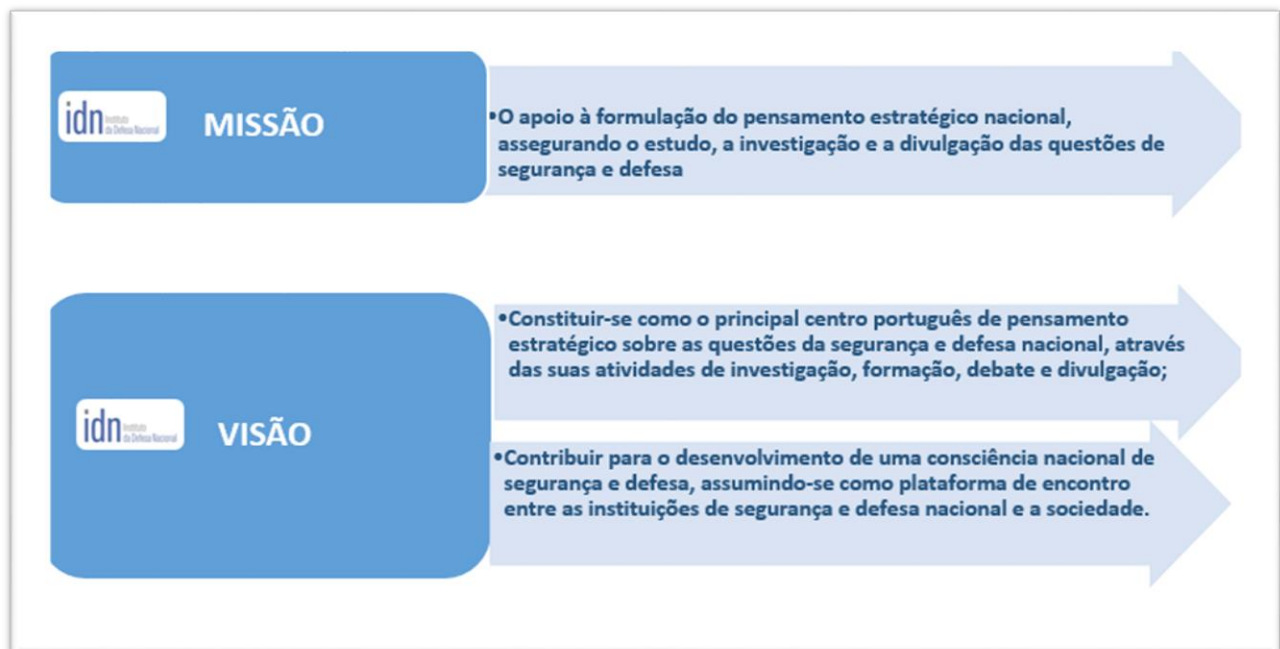 idn Instituto
da Defesa Nacional
MISSÃO
•O apoio à formulação do pensamento estratégico nacional,
assegurando o estudo, a investigação e a divulgação das questões de
segurança e defesa
idn Instituto
da Defesa Nacional
VISÃO
•Constituir-se como o principal centro português de pensamento
estratégico sobre as questões da segurança e defesa nacional, através
das suas atividades de investigação, formação, debate e divulgação;
•Contribuir para o desenvolvimento de uma consciência nacional de
segurança e defesa, assumindo-se como plataforma de encontro
entre as instituições de segurança e defesa nacional e a sociedade.